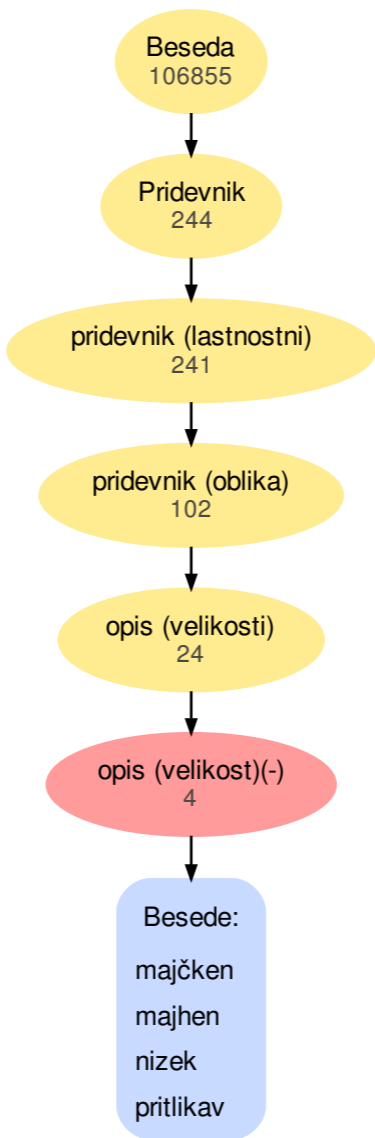 Beseda
106855
Pridevnik
244
pridevnik (lastnostni)
241
pridevnik (oblika)
102
opis (velikosti)
24
opis (velikost)(-)
4
Besede:
majčken
majhen
nizek
pritlikav